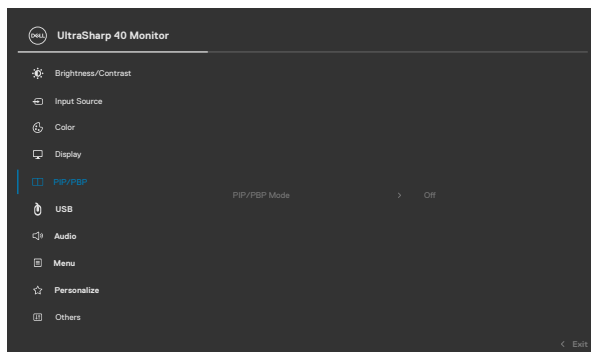 DELL UltraSharp 40 Monitor
Brightness/Contrast
Input Source
Color
Display
PIP/PBP
PIP/PBP Mode > Off
USB
Audio
Menu
Personalize
Others
< Exit